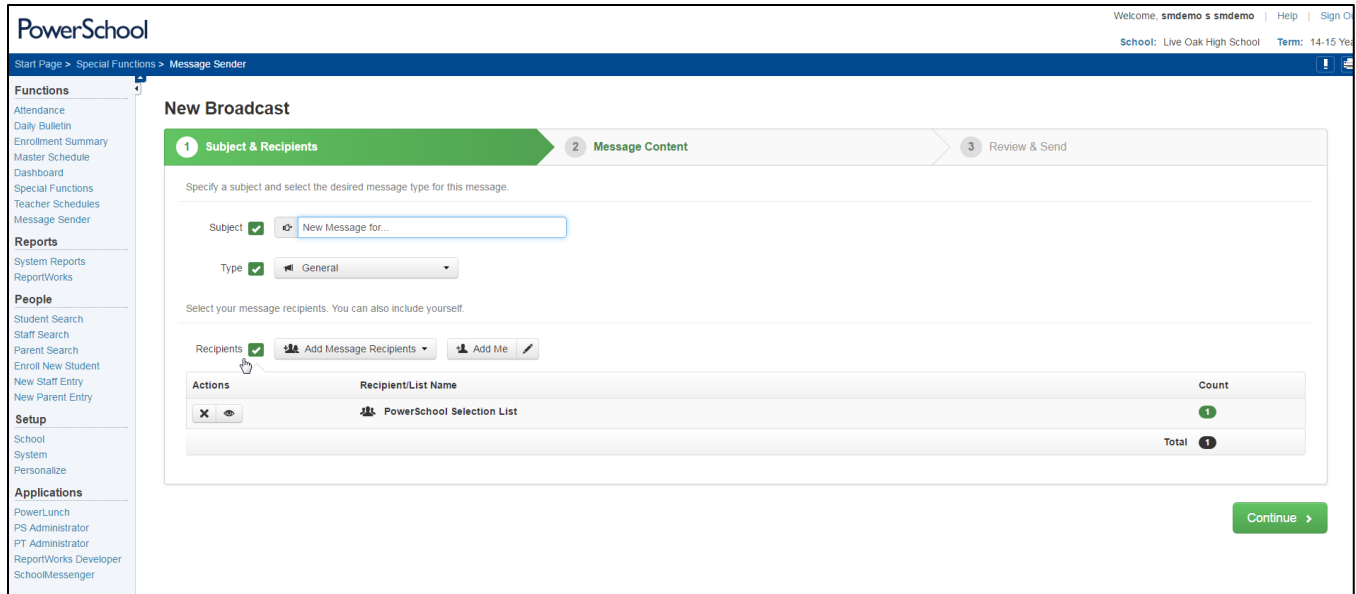 PowerSchool
Welcome, smdemo s smdemo | Help | Sign
School: Live Oak High School Term: 14-15
Start Page > Special Functions > Message Sender
Functions
Attendance
Daily Bulletin
Enrollment Summary
Master Schedule
Dashboard
Special Functions
Teacher Schedules
Message Sender
Reports
System Reports
ReportWorks
People
Student Search
Staff Search
Parent Search
Enroll New Student
New Staff Entry
New Parent Entry
Setup
School
System
Personalize
Applications
PowerLunch
PS Administrator
PT Administrator
ReportWorks Developer
SchoolMessenger
New Broadcast
1 Subject & Recipients 2 Message Content 3 Review & Send
Specify a subject and select the desired message type for this message.
Subject New Message for...
Type General
Select your message recipients. You can also include yourself.
Recipients Add Message Recipients Add Me
Actions Recipient/List Name Count
PowerSchool Selection List 1
Total 1
Continue >